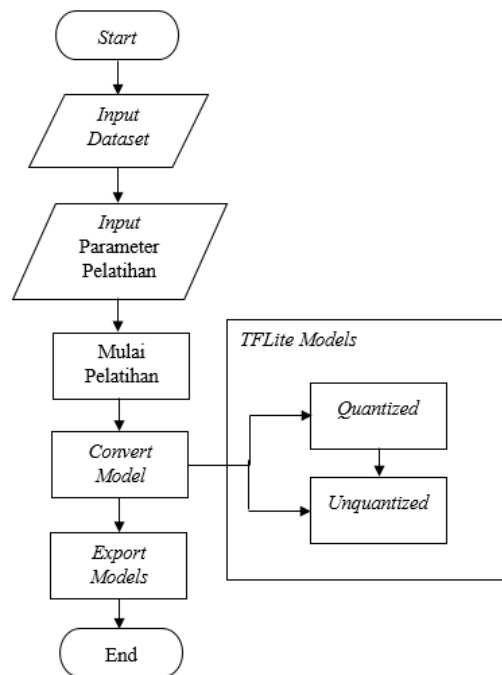 Start
Input
Dataset
Input
Parameter
Pelatihan
Mulai
Pelatihan
TFLite Models
Quantized
Convert
Model
Unquantized
Export
Models
End